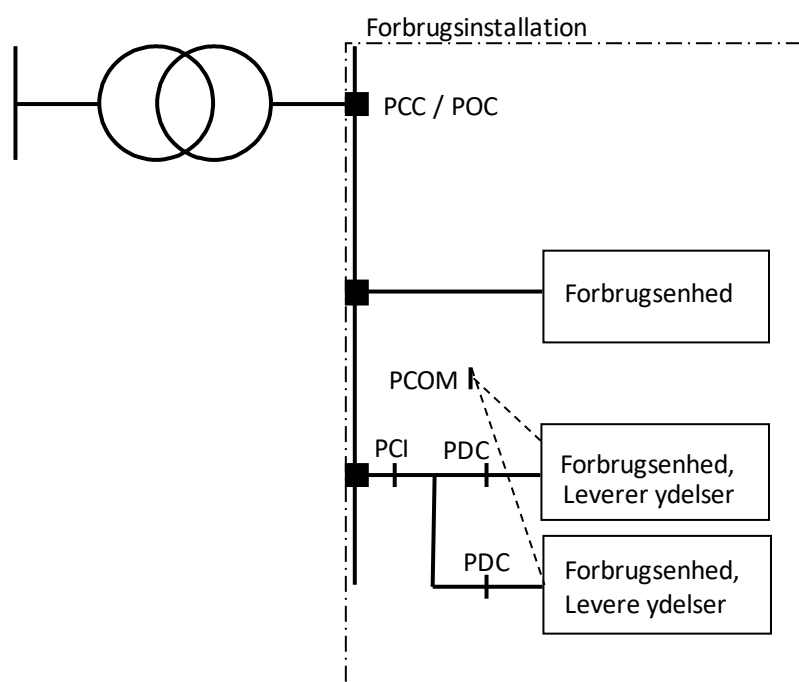 Forbrugsinstallation
PCC / POC
Forbrugsenhed
PCOM
PCI
PDC
Forbrugsenhed,
Leverer ydelser
PDC
Forbrugsenhed,
Levere ydelser